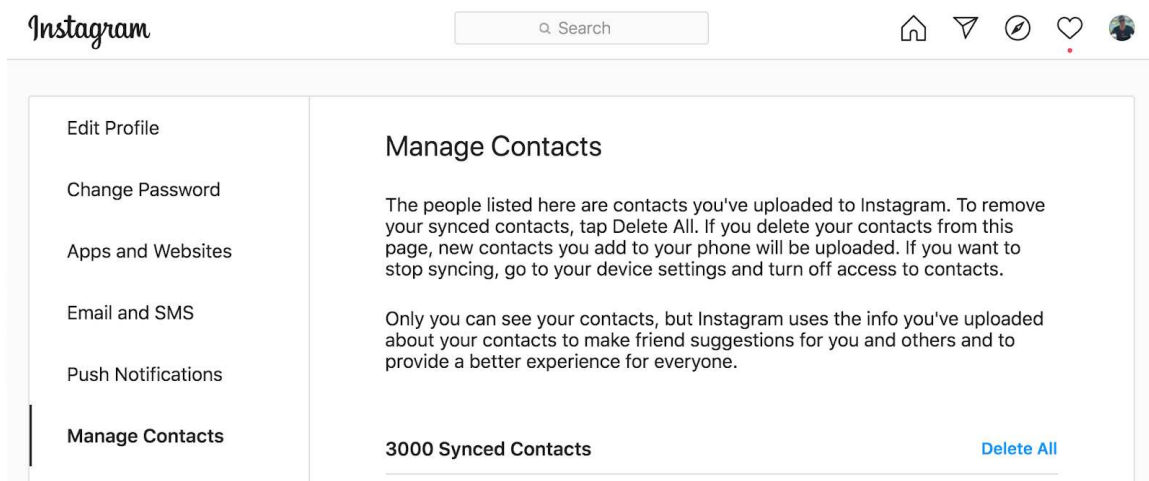 Instagram
Search
Edit Profile
Change Password
Apps and Websites
Email and SMS
Push Notifications
Manage Contacts
Manage Contacts
The people listed here are contacts you've uploaded to Instagram. To remove
your synced contacts, tap Delete All. If you delete your contacts from this
page, new contacts you add to your phone will be uploaded. If you want to
stop syncing, go to your device settings and turn off access to contacts.
Only you can see your contacts, but Instagram uses the info you've uploaded
about your contacts to make friend suggestions for you and others and to
provide a better experience for everyone.
3000 Synced Contacts
Delete All